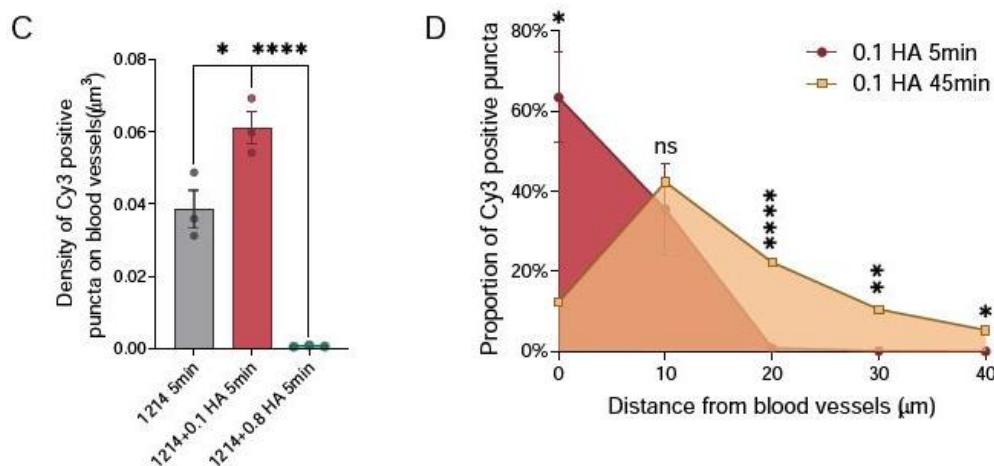 C
* ****
0.08
0.06
0.04
0.02
0.00
Density of Cy3 positive
puncta on blood vessels(μm³)
1214 5min
1214+0.1 HA 5min
1214+0.8 HA 5min
D
*
80%
60%
40%
20%
0%
Proportion of Cy3 positive puncta
0.1 HA 5min
0.1 HA 45min
ns
****
**
*
0 10 20 30 40
Distance from blood vessels (μm)